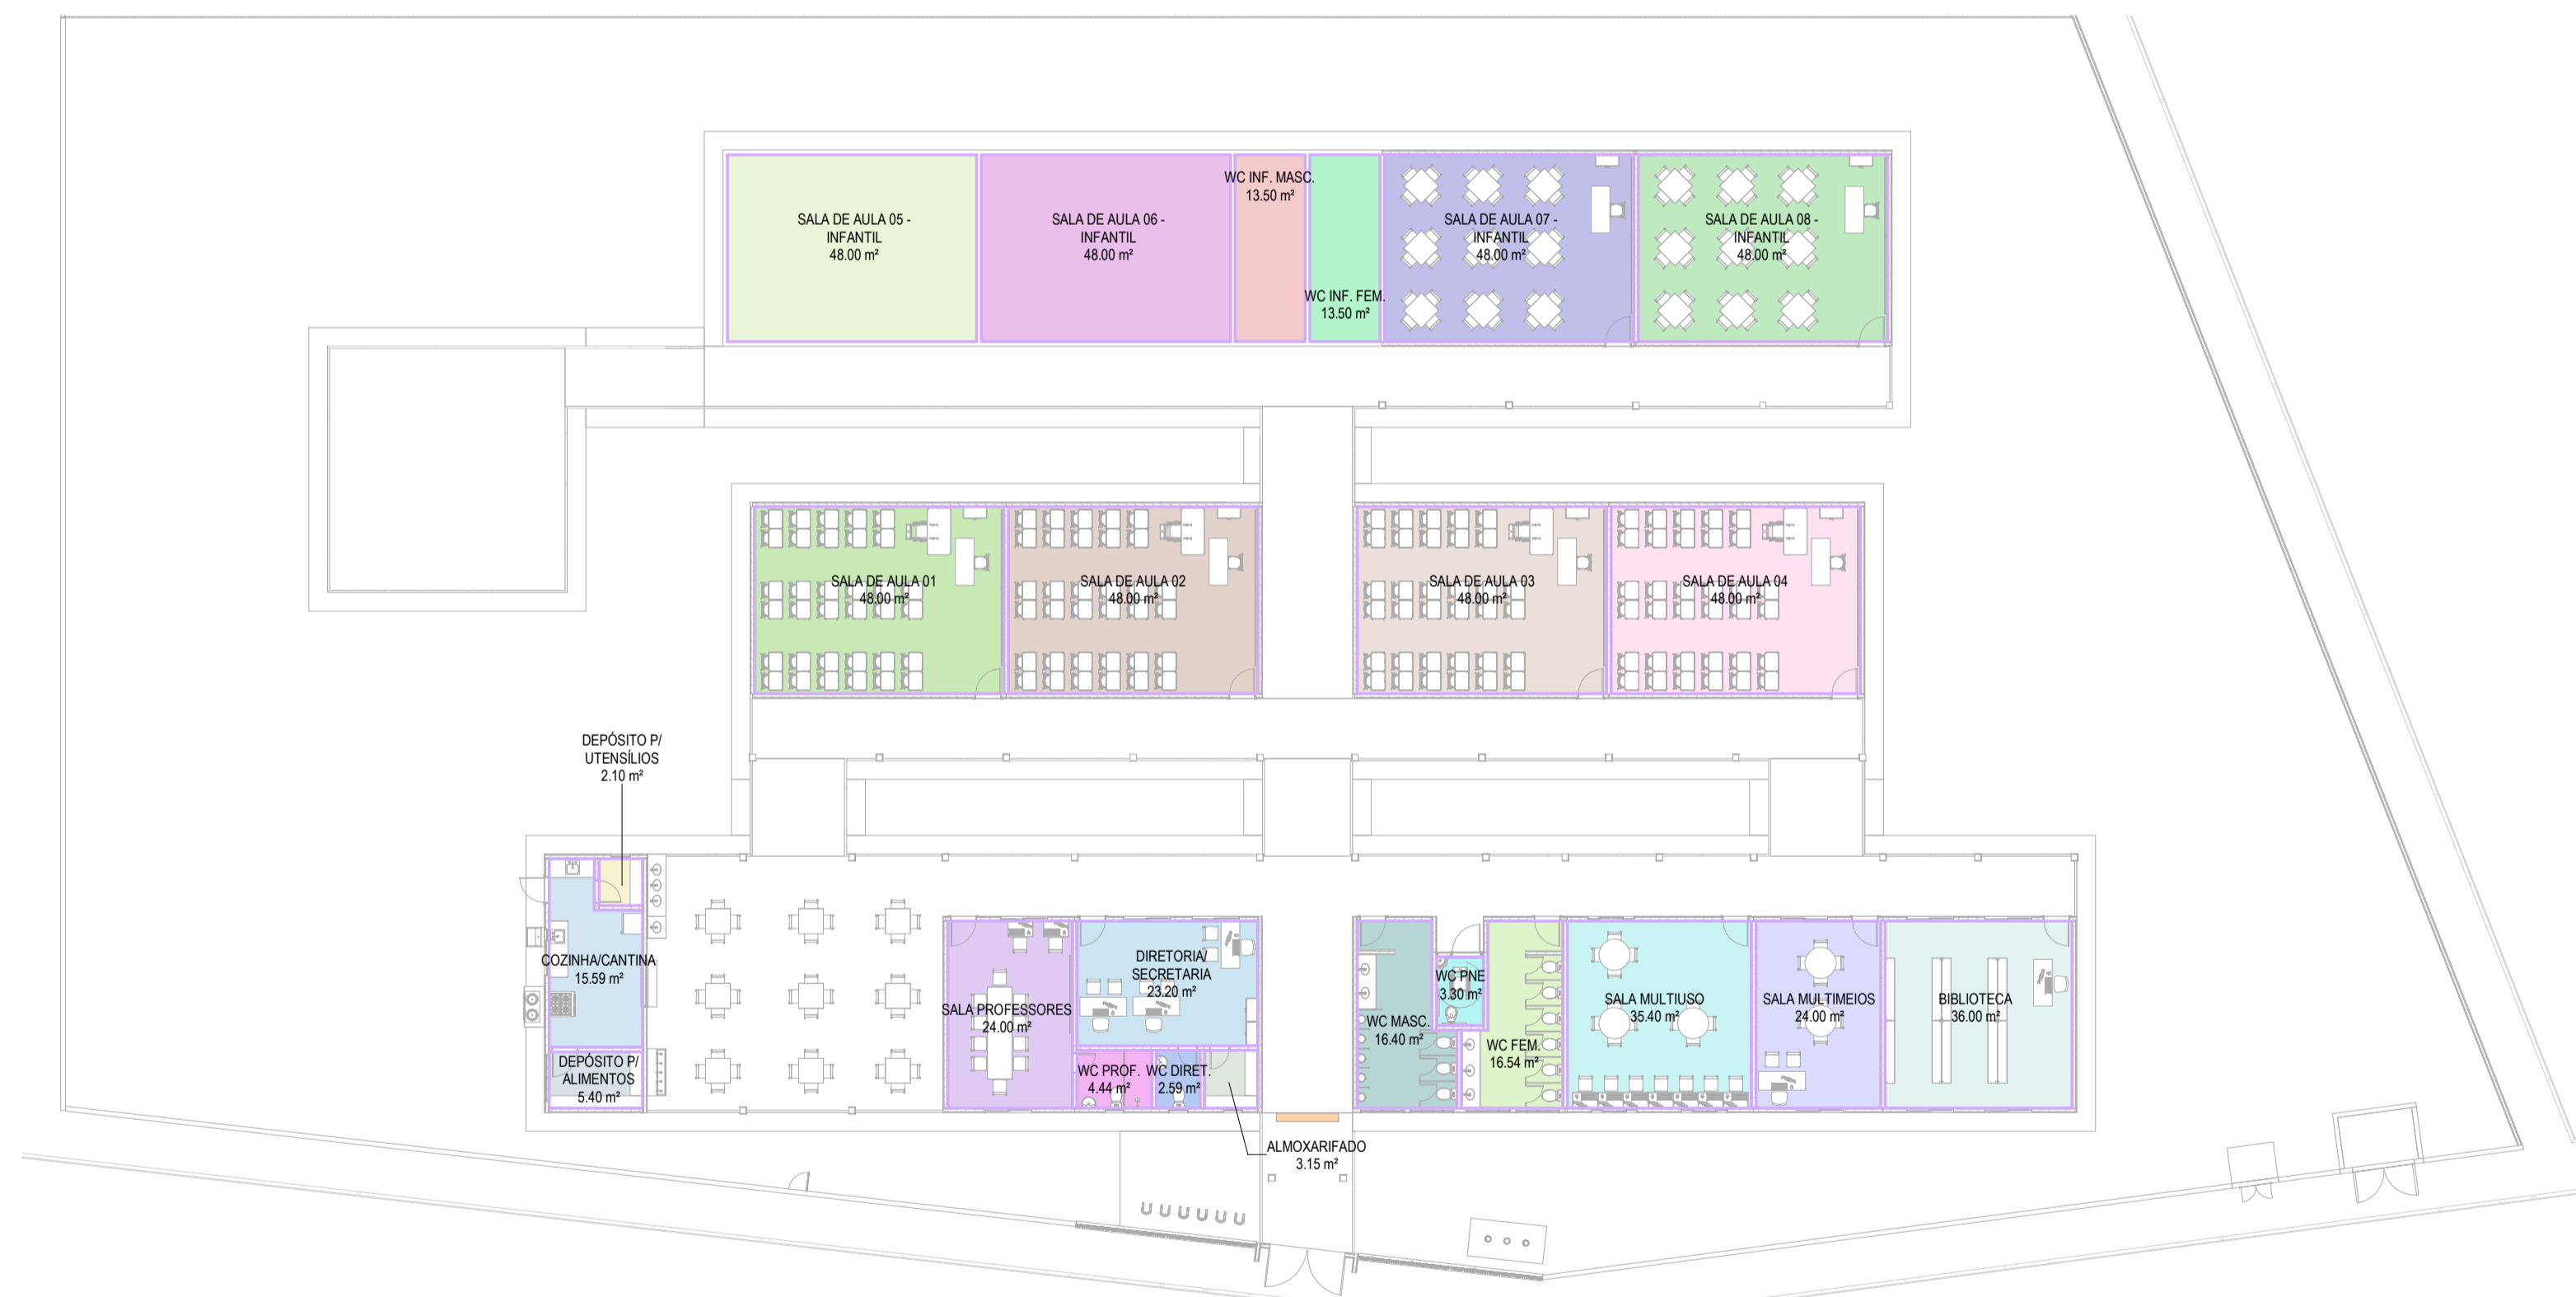 SALA DE AULA 05 -
INFANTIL
48.00 m²
SALA DE AULA 06 -
INFANTIL
48.00 m²
WC INF. MASC.
13.50 m²
WC INF. FEM.
13.50 m²
SALA DE AULA 07 -
INFANTIL
48.00 m²
SALA DE AULA 08 -
INFANTIL
48.00 m²
SALA DE AULA 01
48.00 m²
SALA DE AULA 02
48.00 m²
SALA DE AULA 03
48.00 m²
SALA DE AULA 04
48.00 m²
DEPÓSITO P/
UTENSÍLIOS
2.10 m²
COZINHA/CANTINA
15.59 m²
DEPÓSITO P/
ALIMENTOS
5.40 m²
SALA PROFESSORES
24.00 m²
DIRETORIA/
SECRETARIA
23.20 m²
WC PROF.
4.44 m²
WC DIRET.
2.59 m²
ALMOXARIFADO
3.15 m²
WC MASC.
16.40 m²
WC PNE
3.30 m²
WC FEM.
16.54 m²
SALA MULTIUSO
35.40 m²
SALA MULTIMEIOS
24.00 m²
BIBLIOTECA
36.00 m²